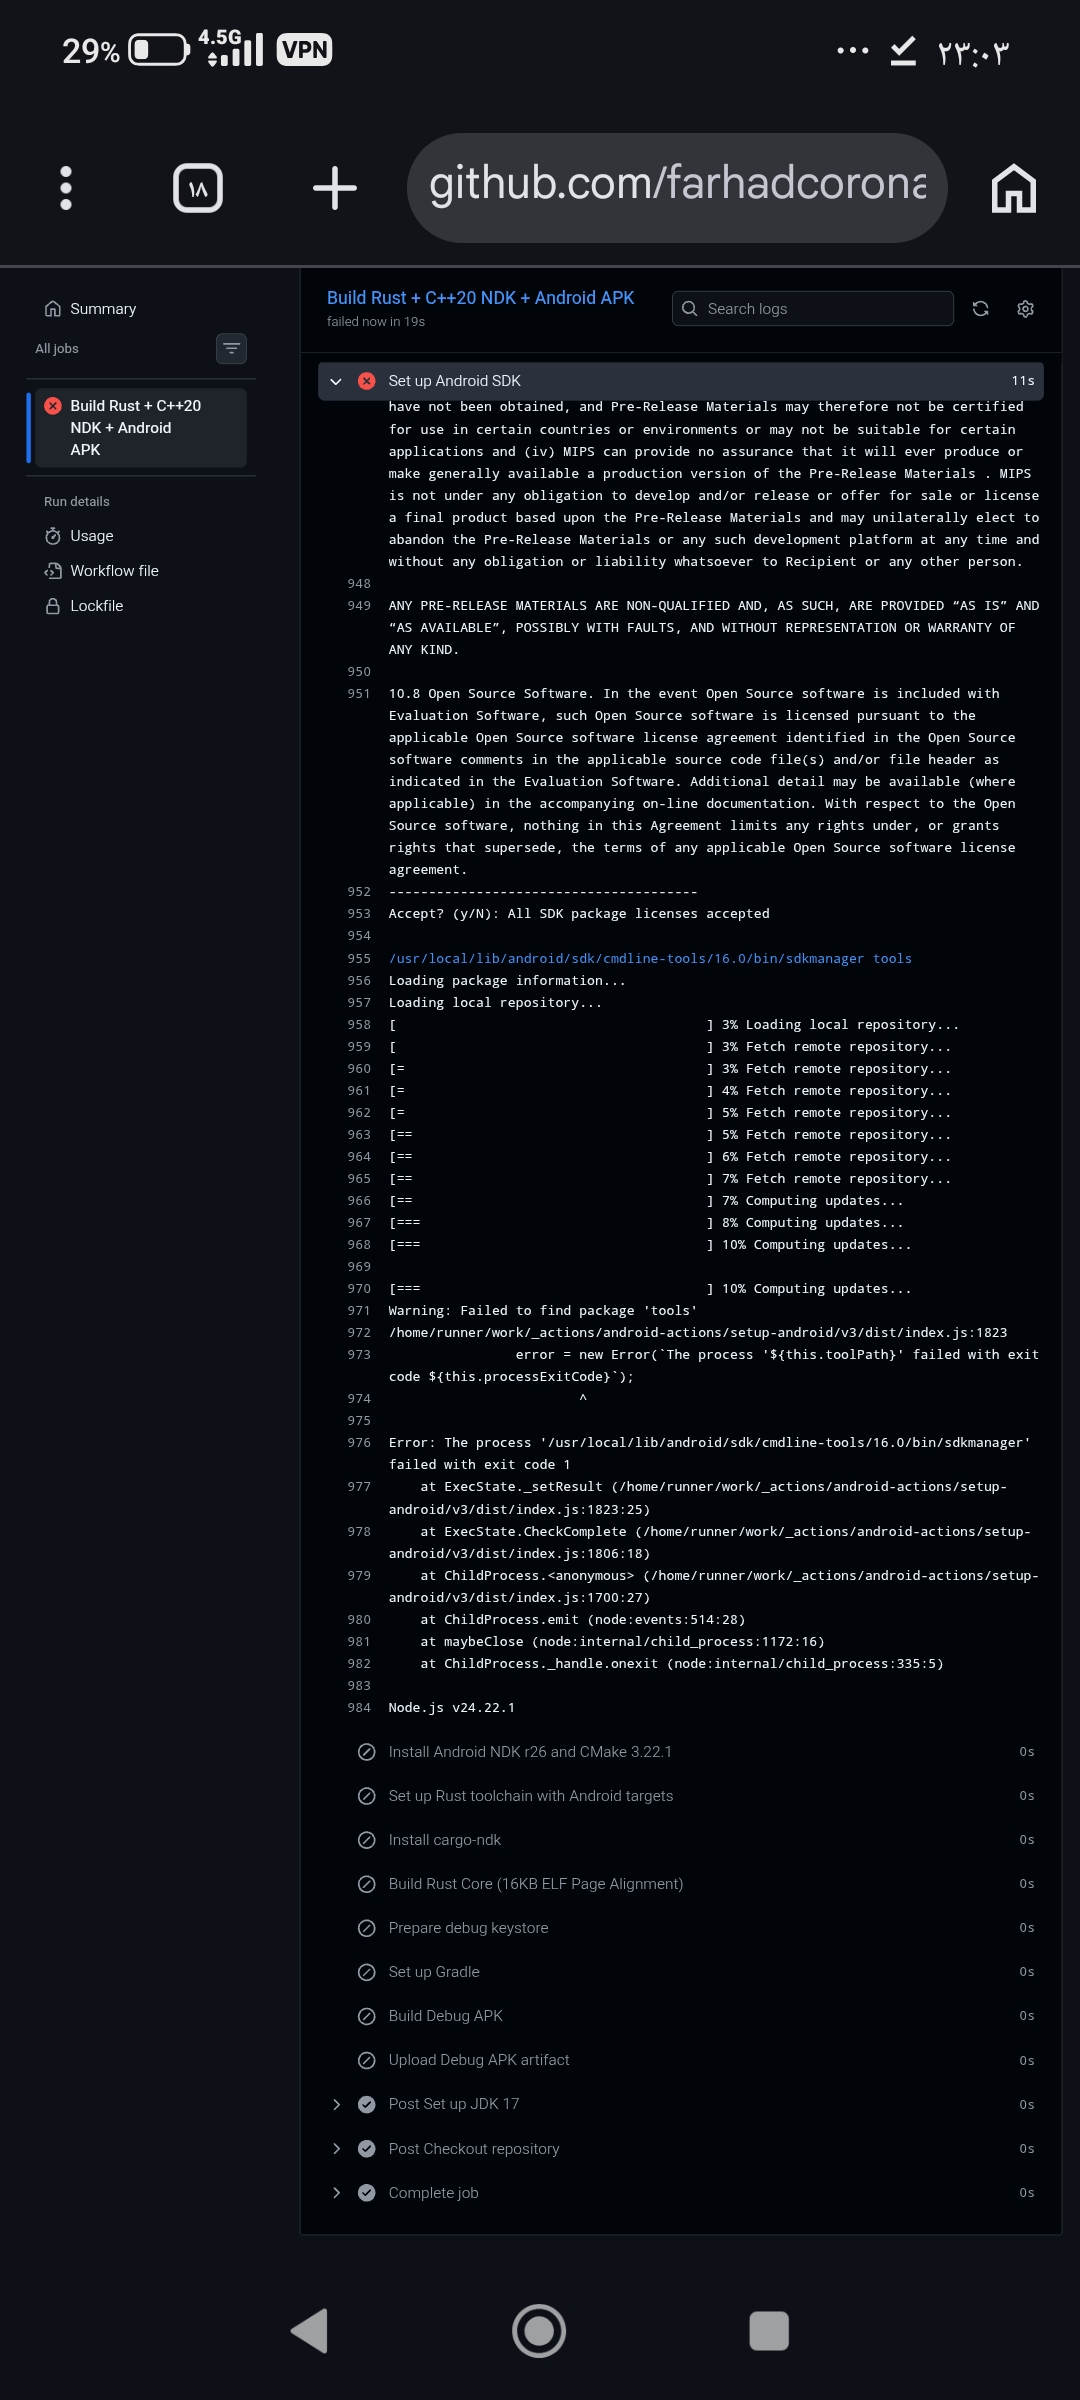 29%
4.5G
VPN
۲۳:۰۳
۱۸
github.com/farhadcorona
Summary
All jobs
Build Rust + C++20
NDK + Android
APK
Run details
Usage
Workflow file
Lockfile
Build Rust + C++20 NDK + Android APK
failed now in 19s
Search logs
Set up Android SDK 11s
have not been obtained, and Pre-Release Materials may therefore not be certified
for use in certain countries or environments or may not be suitable for certain
applications and (iv) MIPS can provide no assurance that it will ever produce or
make generally available a production version of the Pre-Release Materials . MIPS
is not under any obligation to develop and/or release or offer for sale or license
a final product based upon the Pre-Release Materials and may unilaterally elect to
abandon the Pre-Release Materials or any such development platform at any time and
without any obligation or liability whatsoever to Recipient or any other person.
948
949 ANY PRE-RELEASE MATERIALS ARE NON-QUALIFIED AND, AS SUCH, ARE PROVIDED “AS IS” AND
“AS AVAILABLE”, POSSIBLY WITH FAULTS, AND WITHOUT REPRESENTATION OR WARRANTY OF
ANY KIND.
950
951 10.8 Open Source Software. In the event Open Source software is included with
Evaluation Software, such Open Source software is licensed pursuant to the
applicable Open Source software license agreement identified in the Open Source
software comments in the applicable source code file(s) and/or file header as
indicated in the Evaluation Software. Additional detail may be available (where
applicable) in the accompanying on-line documentation. With respect to the Open
Source software, nothing in this Agreement limits any rights under, or grants
rights that supersede, the terms of any applicable Open Source software license
agreement.
952 ---------------------------------------
953 Accept? (y/N): All SDK package licenses accepted
954
955 /usr/local/lib/android/sdk/cmdline-tools/16.0/bin/sdkmanager tools
956 Loading package information...
957 Loading local repository...
958 [ ] 3% Loading local repository...
959 [ ] 3% Fetch remote repository...
960 [= ] 3% Fetch remote repository...
961 [= ] 4% Fetch remote repository...
962 [= ] 5% Fetch remote repository...
963 [== ] 5% Fetch remote repository...
964 [== ] 6% Fetch remote repository...
965 [== ] 7% Fetch remote repository...
966 [== ] 7% Computing updates...
967 [=== ] 8% Computing updates...
968 [=== ] 10% Computing updates...
969
970 [=== ] 10% Computing updates...
971 Warning: Failed to find package 'tools'
972 /home/runner/work/_actions/android-actions/setup-android/v3/dist/index.js:1823
973 error = new Error(`The process '${this.toolPath}' failed with exit
code ${this.processExitCode}`);
974 ^
975
976 Error: The process '/usr/local/lib/android/sdk/cmdline-tools/16.0/bin/sdkmanager'
failed with exit code 1
977 at ExecState._setResult (/home/runner/work/_actions/android-actions/setup-
android/v3/dist/index.js:1823:25)
978 at ExecState.CheckComplete (/home/runner/work/_actions/android-actions/setup-
android/v3/dist/index.js:1806:18)
979 at ChildProcess.<anonymous> (/home/runner/work/_actions/android-actions/setup-
android/v3/dist/index.js:1700:27)
980 at ChildProcess.emit (node:events:514:28)
981 at maybeClose (node:internal/child_process:1172:16)
982 at ChildProcess._handle.onexit (node:internal/child_process:335:5)
983
984 Node.js v24.22.1
Install Android NDK r26 and CMake 3.22.1 0s
Set up Rust toolchain with Android targets 0s
Install cargo-ndk 0s
Build Rust Core (16KB ELF Page Alignment) 0s
Prepare debug keystore 0s
Set up Gradle 0s
Build Debug APK 0s
Upload Debug APK artifact 0s
Post Set up JDK 17 0s
Post Checkout repository 0s
Complete job 0s